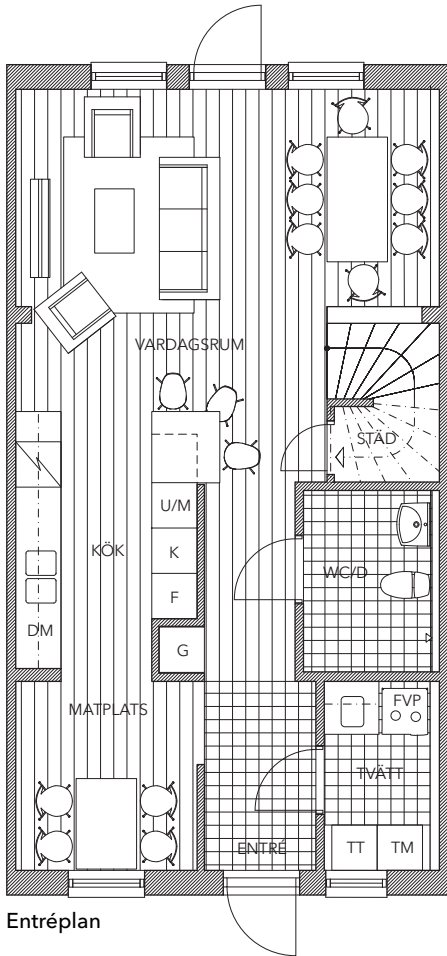 VARDAGSRUM
STÄD
U/M
KÖK
K
WC/D
F
DM
G
MATPLATS
FVP
TVÄTT
ENTRÉ
TT
TM
Entréplan